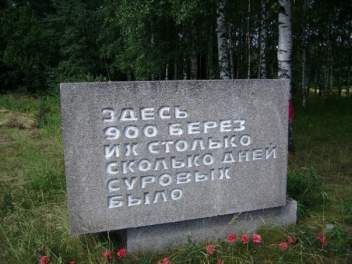 ЗДЕСЬ
900 БЕРЕЗ
ИХ СТОЛЬКО
СКОЛЬКО ДНЕЙ
СУРОВЫХ
БЫЛО